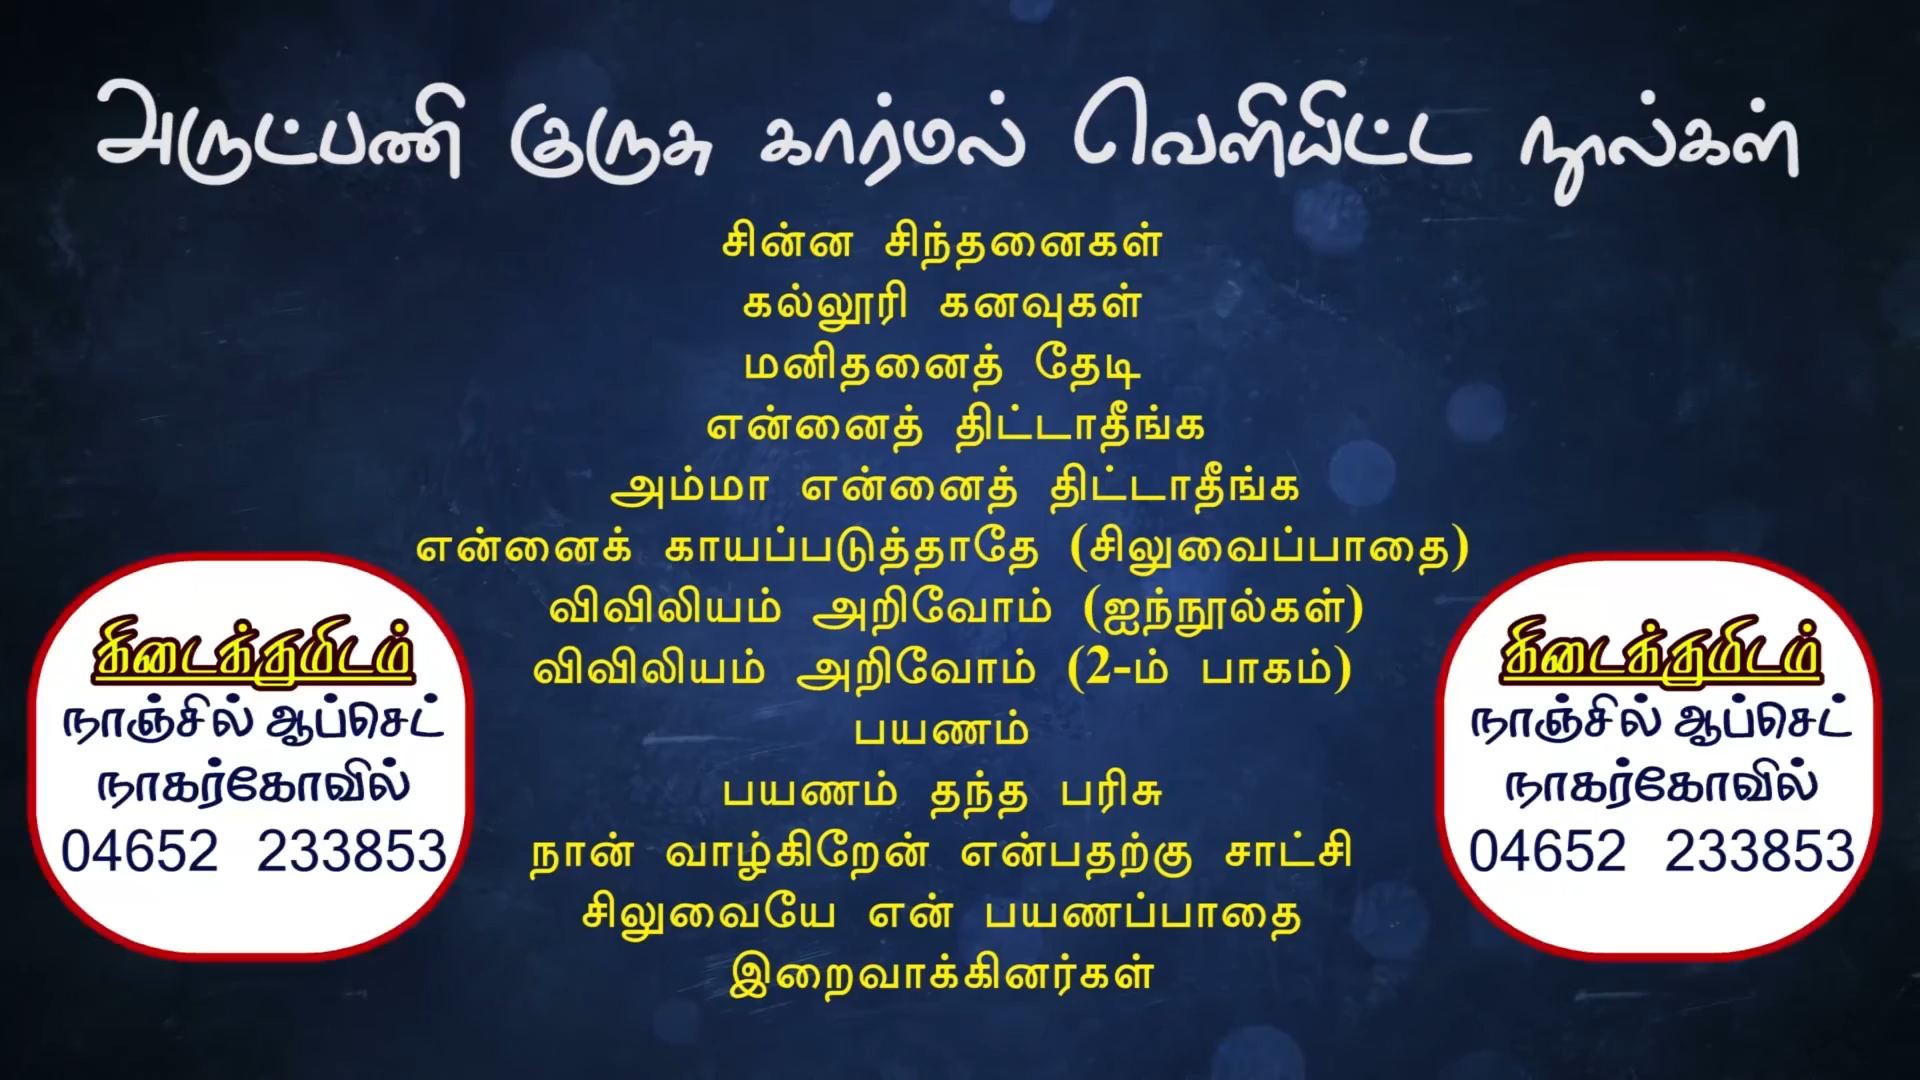 அருட்பணி குருசு கார்மல் வெளியிட்ட நூல்கள்
சின்ன சிந்தனைகள்
கல்லூரி கனவுகள்
மனிதனைத் தேடி
என்னைத் திட்டாதீங்க
அம்மா என்னைத் திட்டாதீங்க
என்னைக் காயப்படுத்தாதே (சிலுவைப்பாதை)
விவிலியம் அறிவோம் (ஐந்நூல்கள்)
விவிலியம் அறிவோம் (2-ம் பாகம்)
பயணம்
பயணம் தந்த பரிசு
நான் வாழ்கிறேன் என்பதற்கு சாட்சி
சிலுவையே என் பயணப்பாதை
இறைவாக்கினர்கள்
கிடைக்குமிடம்
நாஞ்சில் ஆப்செட்
நாகர்கோவில்
04652 233853
கிடைக்குமிடம்
நாஞ்சில் ஆப்செட்
நாகர்கோவில்
04652 233853